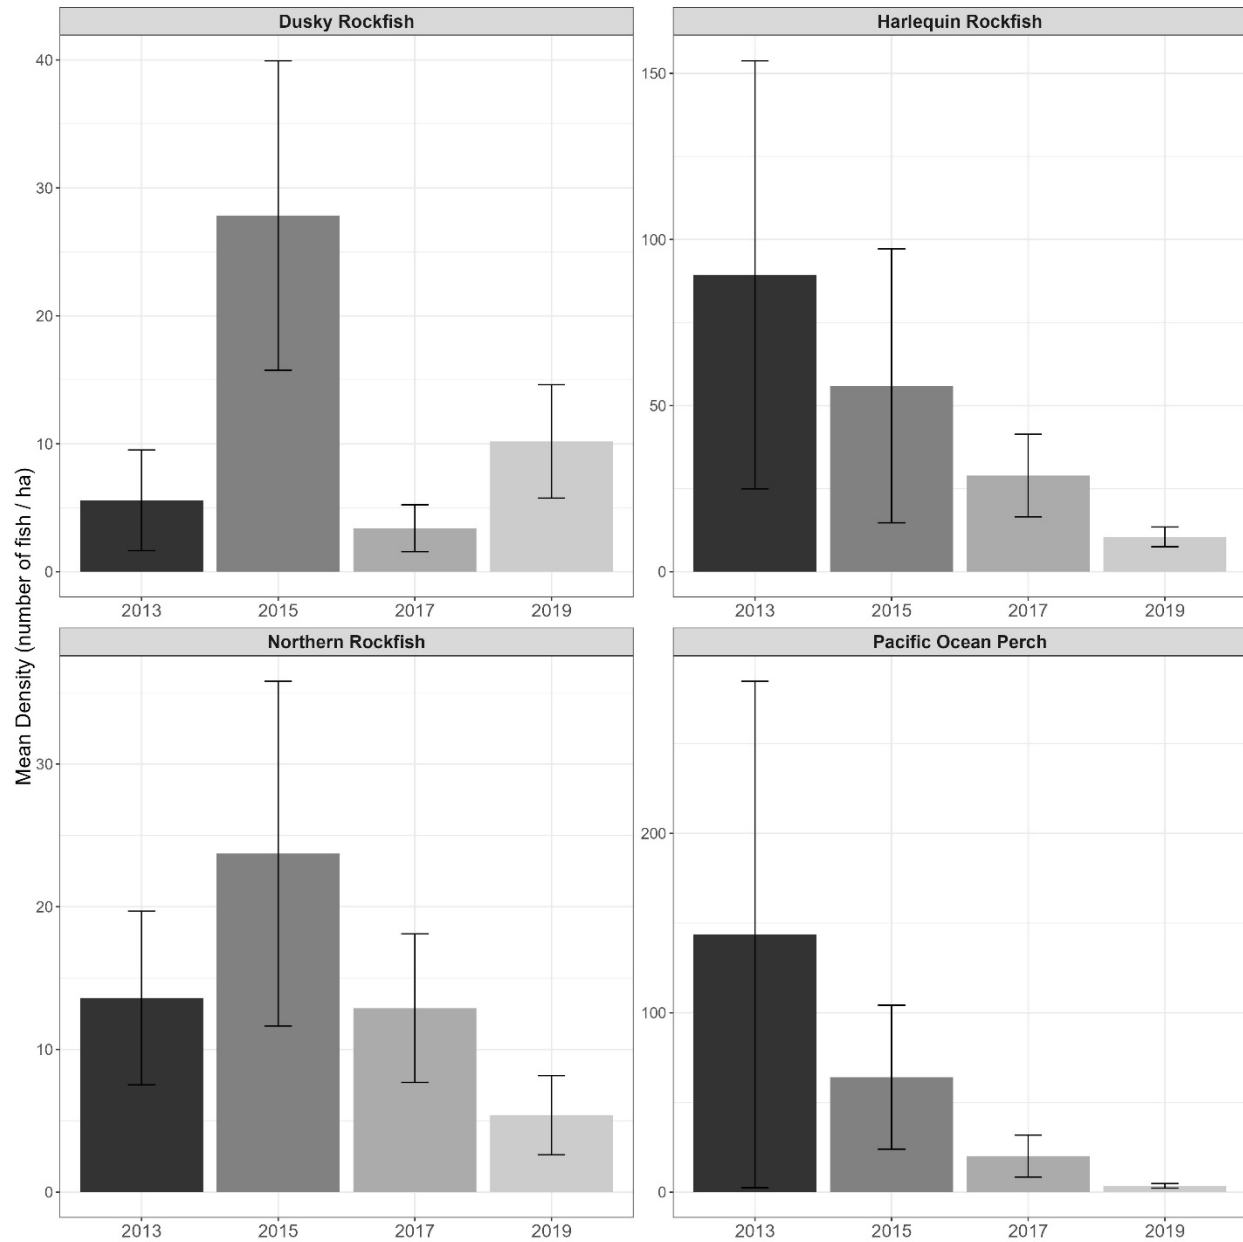 Mean Density (number of fish / ha)
Dusky Rockfish
40
30
20
10
0
2013 2015 2017 2019
Harlequin Rockfish
150
100
50
0
2013 2015 2017 2019
Northern Rockfish
30
20
10
0
2013 2015 2017 2019
Pacific Ocean Perch
200
100
0
2013 2015 2017 2019